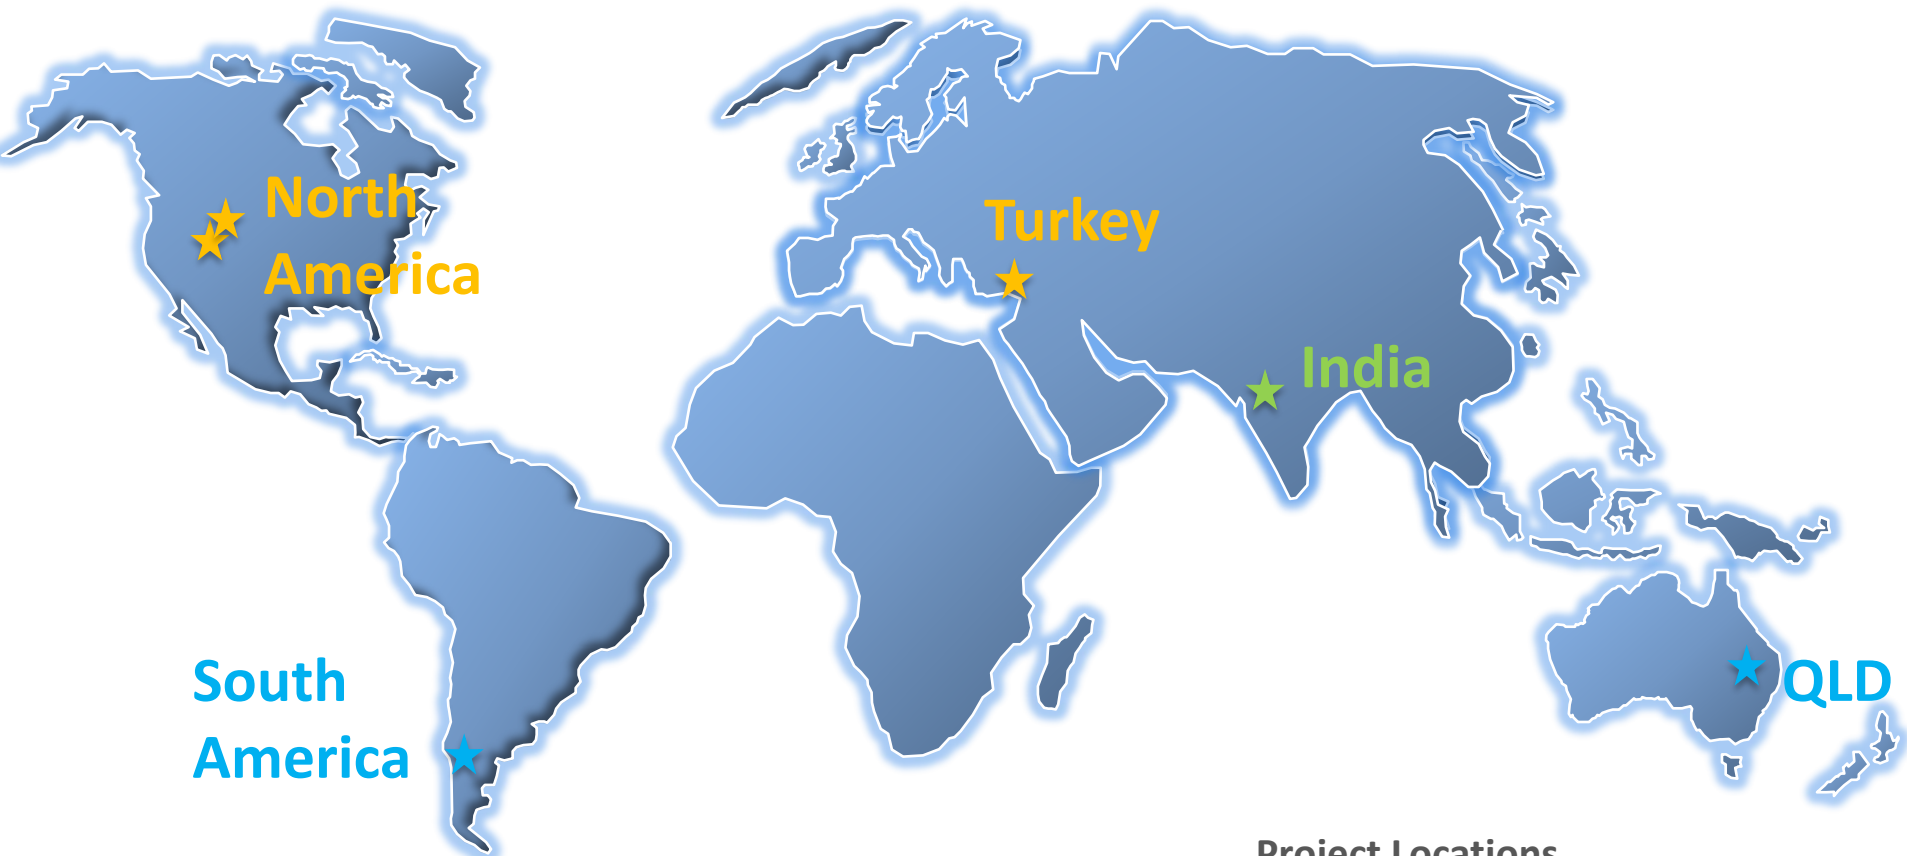 North
America
Turkey
India
South
America
QLD
Project Locations